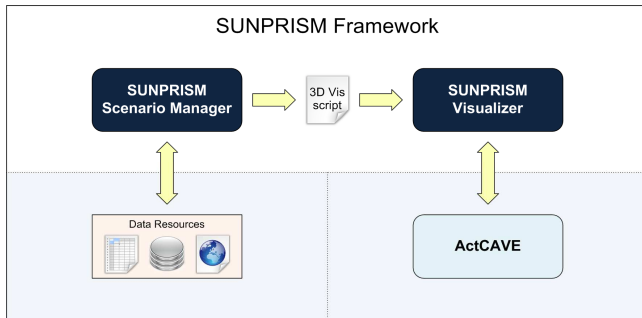 SUNPRISM Framework
SUNPRISM
Scenario Manager
3D Vis
script
SUNPRISM
Visualizer
Data Resources
ActCAVE